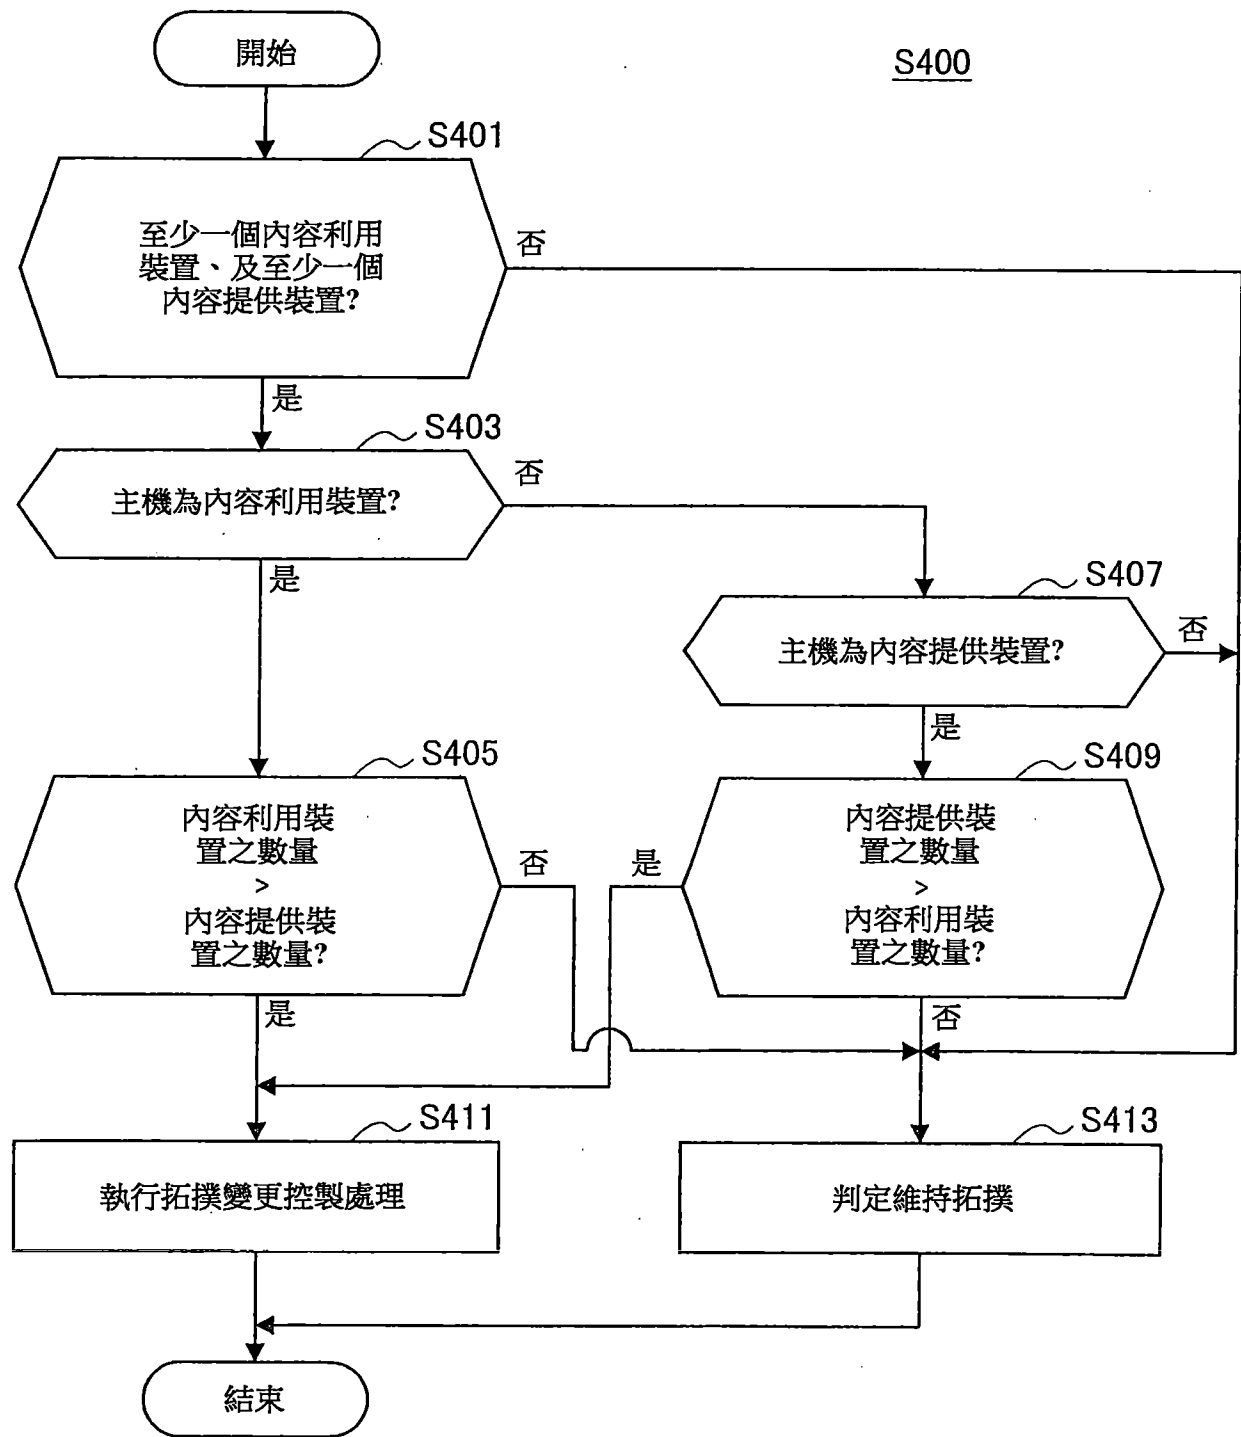 開始
S400
S401
至少一個內容利用
裝置、及至少一個
內容提供裝置?
否
是
S403
主機為內容利用裝置?
否
是
S407
主機為內容提供裝置?
否
是
S405
內容利用裝
置之數量
>
內容提供裝
置之數量?
否
是
S409
內容提供裝
置之數量
>
內容利用裝
置之數量?
是
否
S411
執行拓撲變更控製處理
S413
判定維持拓撲
結束